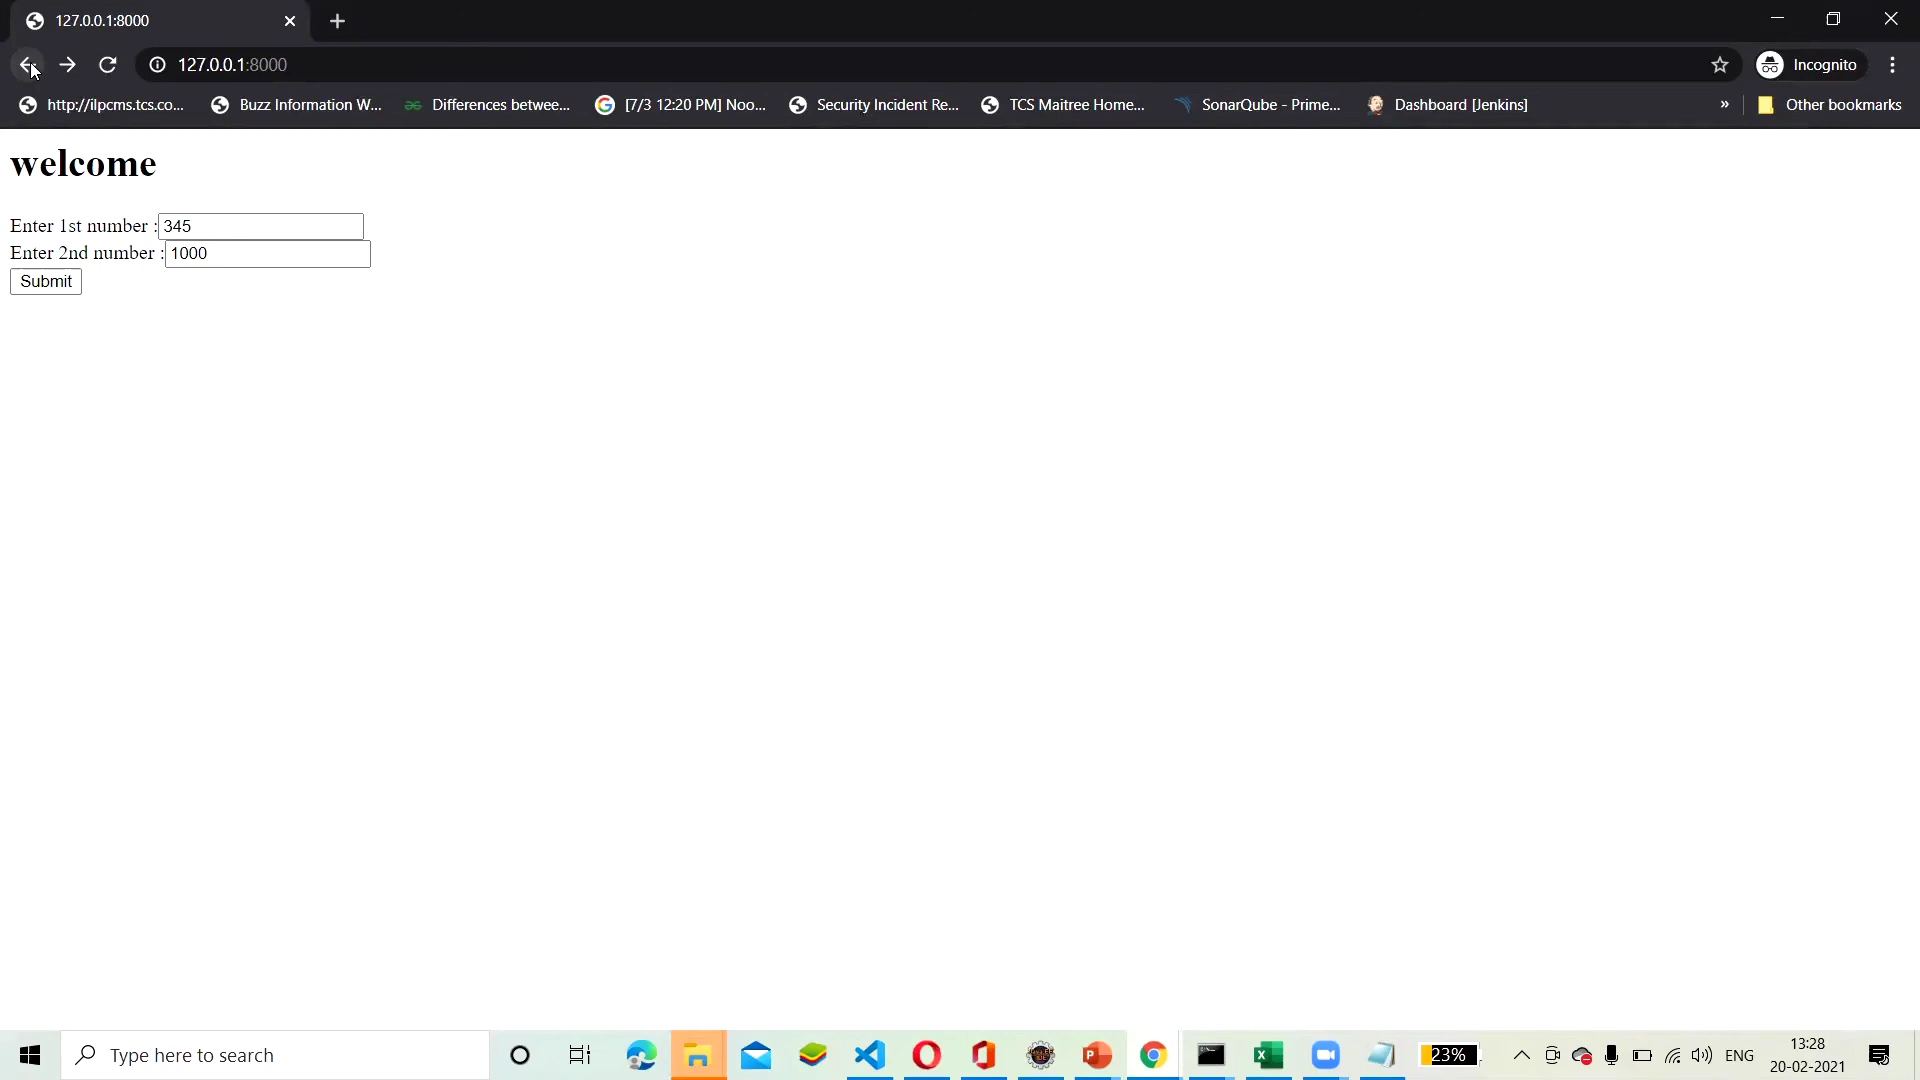 127.0.0.1:8000
127.0.0.1:8000
Incognito
http://ilpcms.tcs.co... Buzz Information W... Differences betwee... [7/3 12:20 PM] Noo... Security Incident Re... TCS Maitree Home... SonarQube - Prime... Dashboard [Jenkins] » Other bookmarks
welcome
Enter 1st number : 345
Enter 2nd number : 1000
Submit
Type here to search
23%
ENG
13:28
20-02-2021